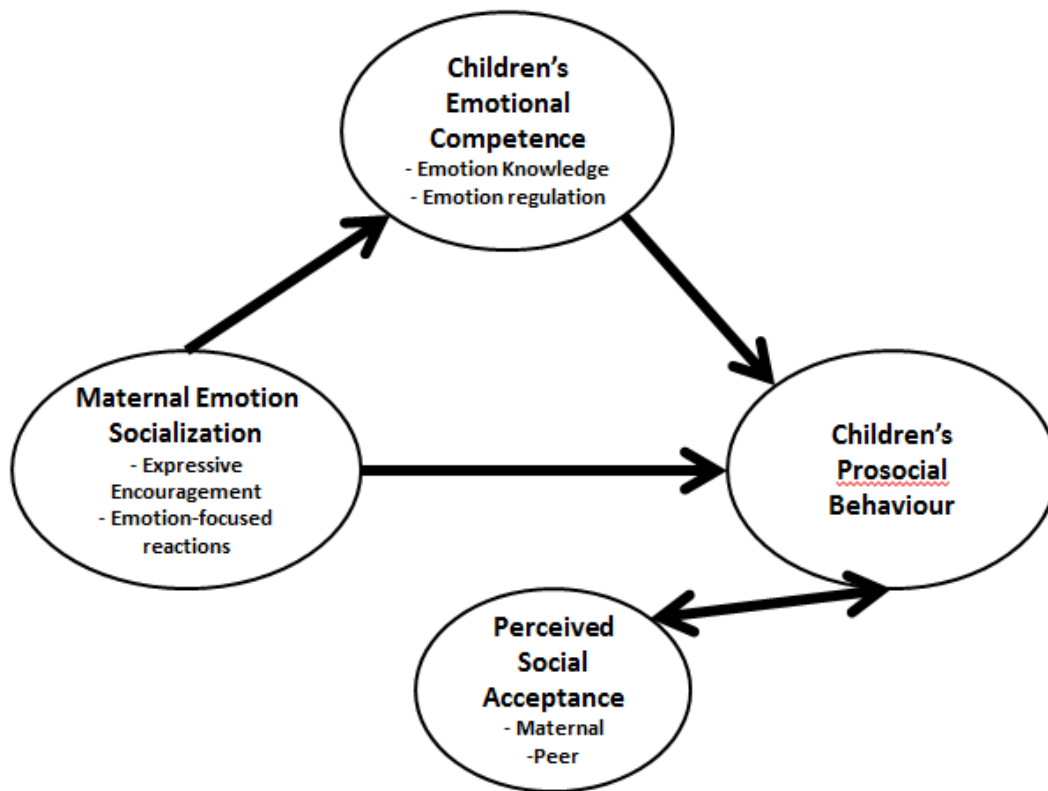 Children's
Emotional
Competence
- Emotion Knowledge
- Emotion regulation
Maternal Emotion
Socialization
- Expressive
Encouragement
- Emotion-focused
reactions
Children's
Prosocial
Behaviour
Perceived
Social
Acceptance
- Maternal
-Peer